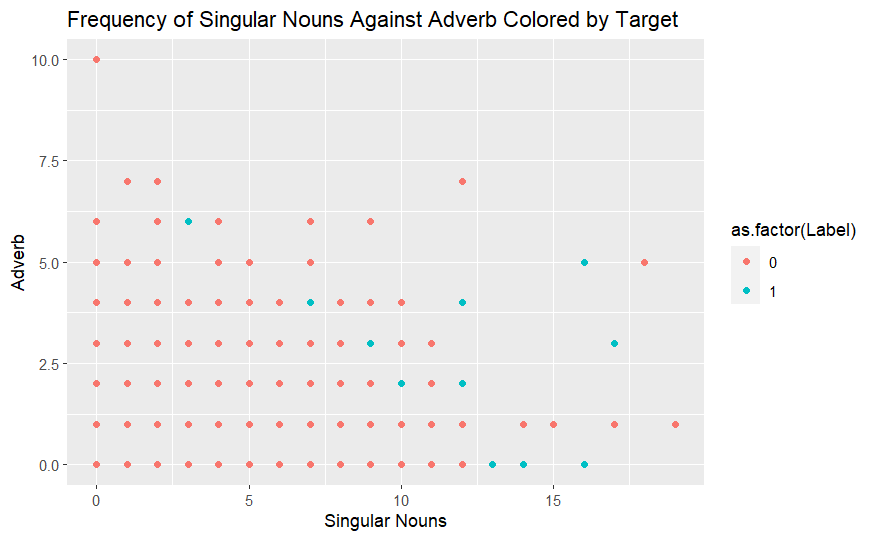 Frequency of Singular Nouns Against Adverb Colored by Target
10.0
7.5
5.0
2.5
0.0
Adverb
0 5 10 15
Singular Nouns
as.factor(Label)
0
1